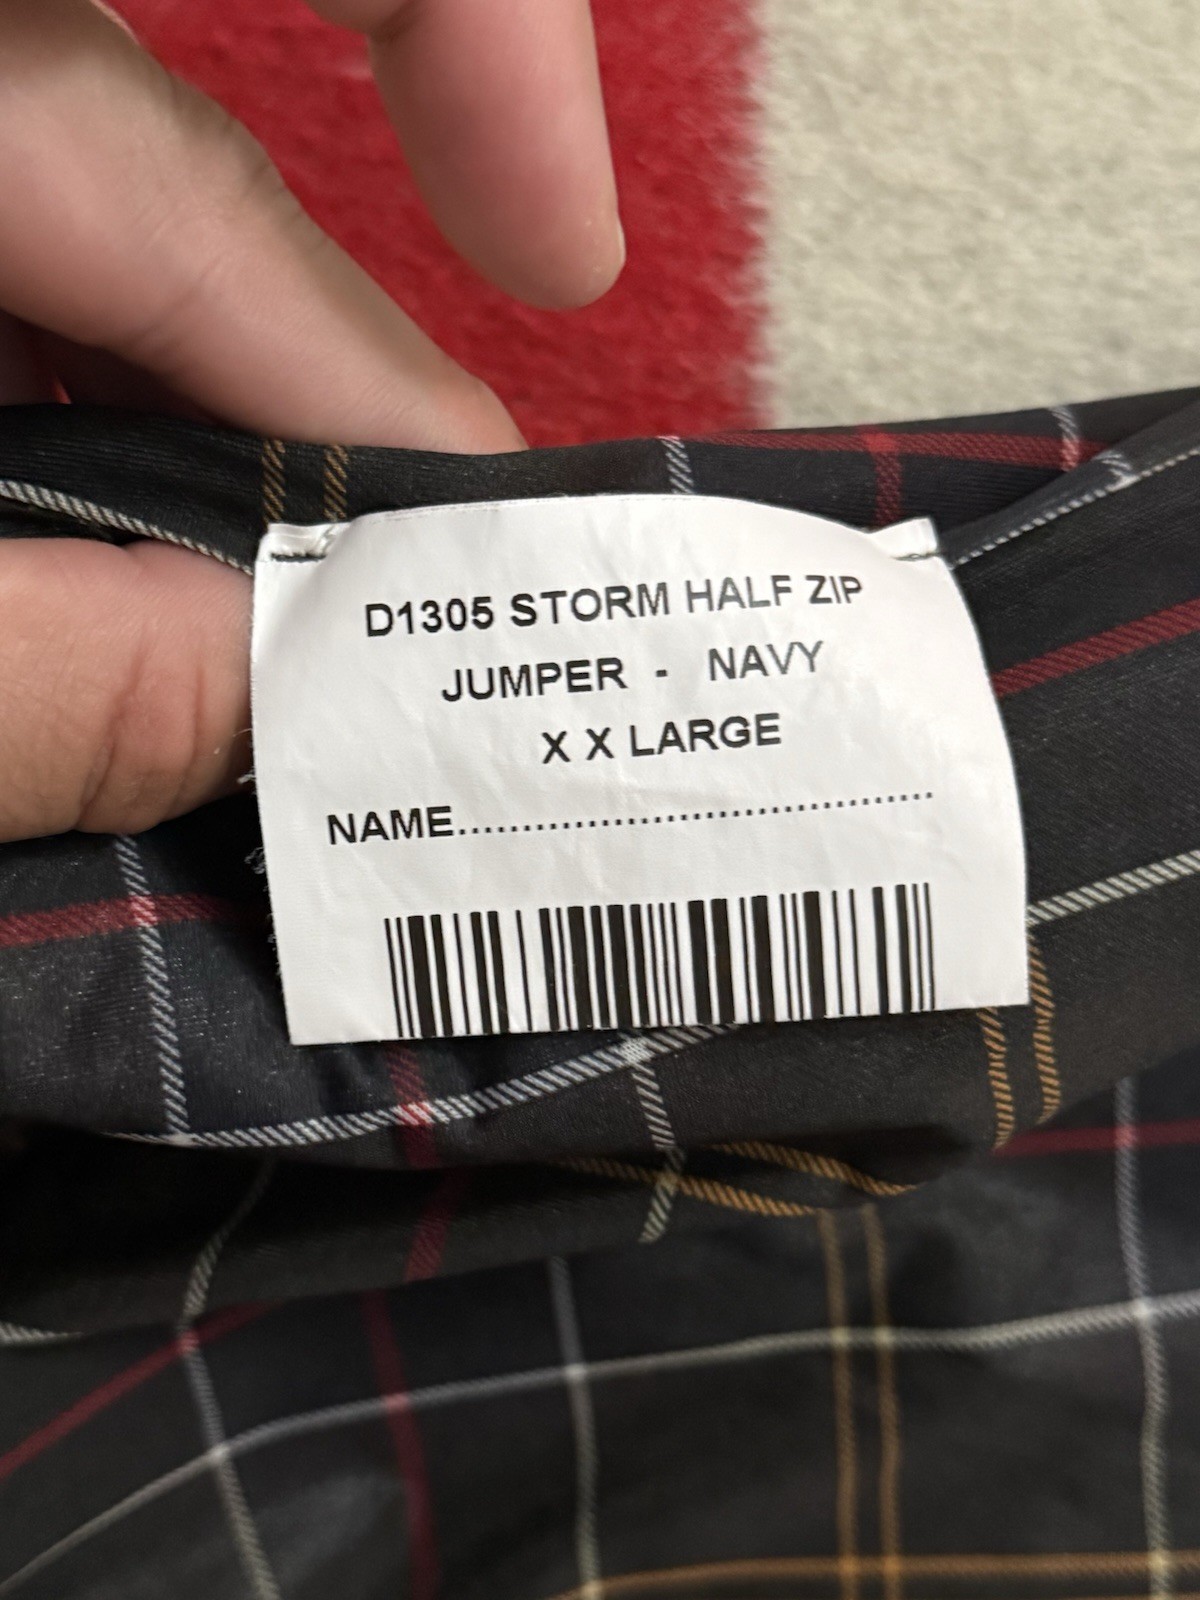 D1305 STORM HALF ZIP
JUMPER - NAVY
X X LARGE
NAME.....................................